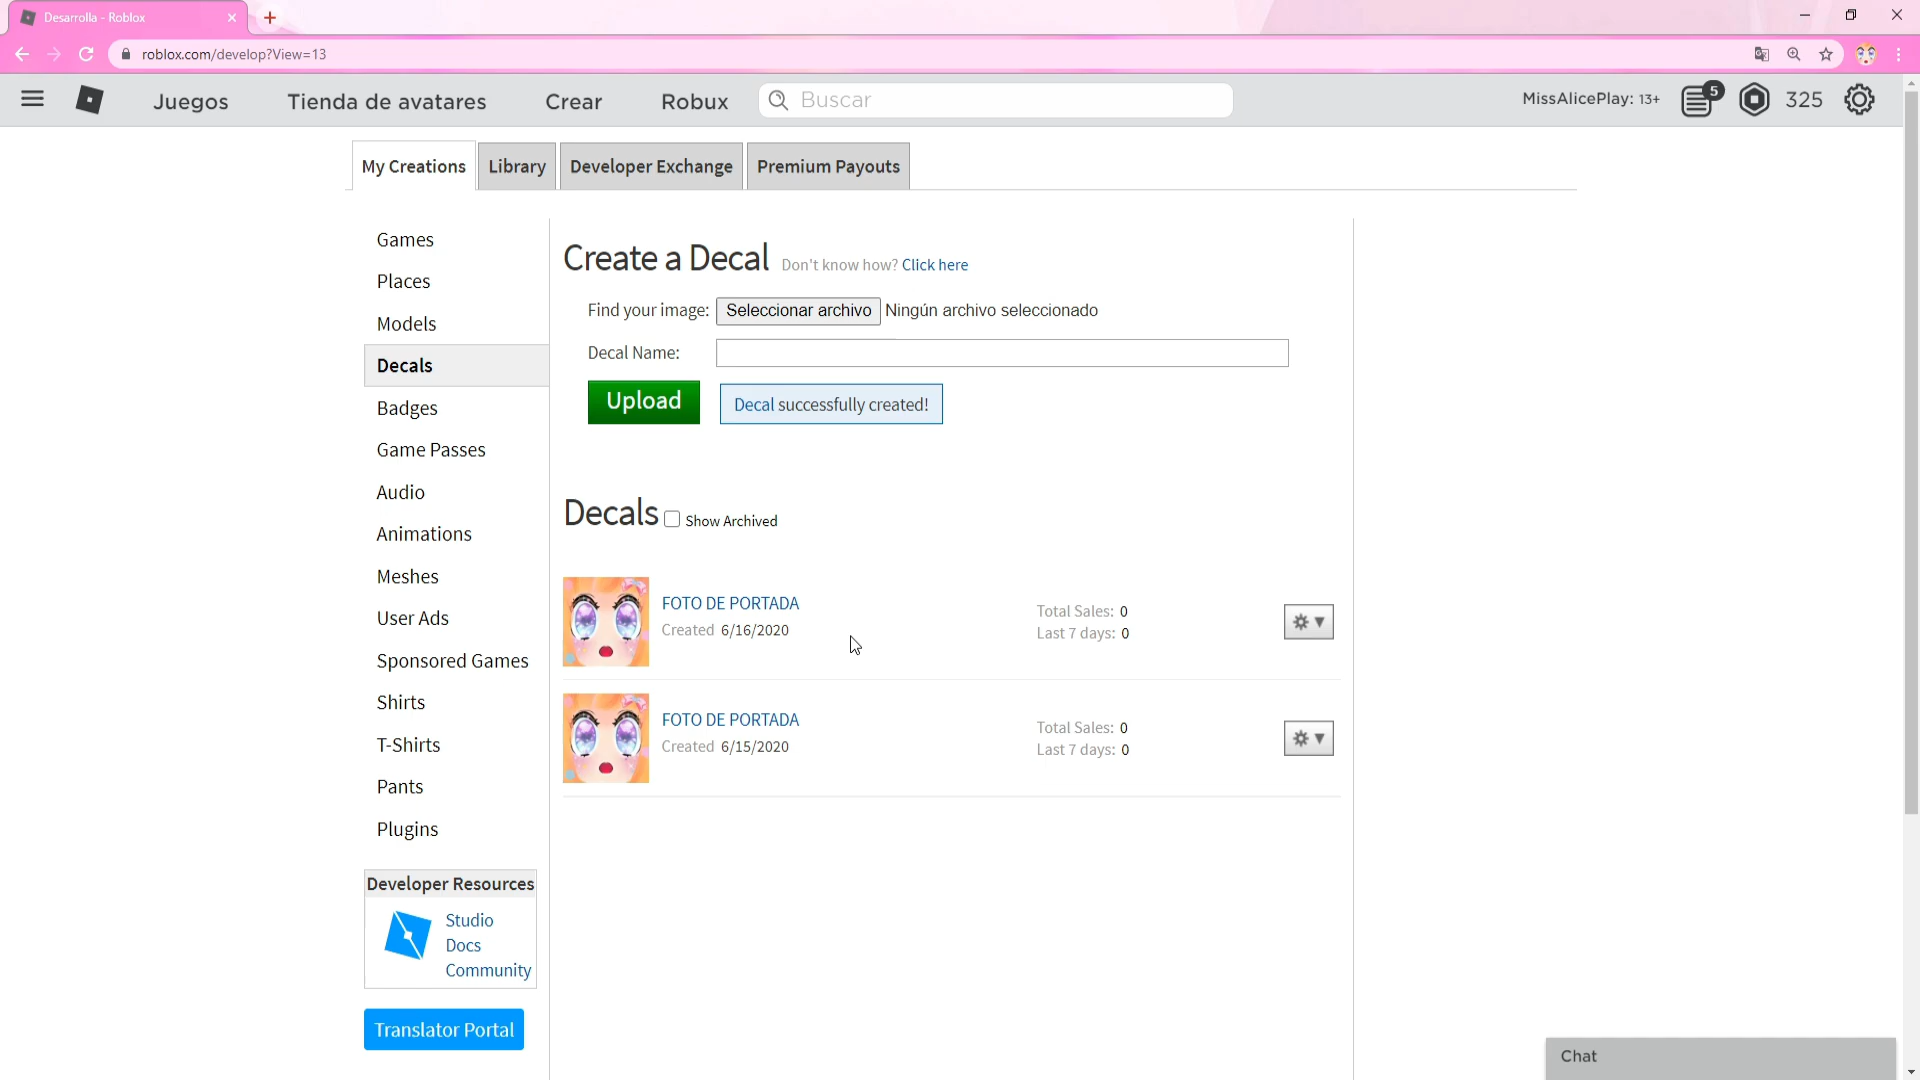 Desarrolla - Roblox
roblox.com/develop?View=13
Juegos Tienda de avatares Crear Robux Buscar MissAlicePlay: 13+ 5 325
My Creations Library Developer Exchange Premium Payouts
Games
Places
Models
Decals
Badges
Game Passes
Audio
Animations
Meshes
User Ads
Sponsored Games
Shirts
T-Shirts
Pants
Plugins
Developer Resources
Studio
Docs
Community
Translator Portal
Create a Decal Don't know how? Click here
Find your image: Seleccionar archivo Ningún archivo seleccionado
Decal Name:
Upload Decal successfully created!
Decals Show Archived
FOTO DE PORTADA
Created 6/16/2020
Total Sales: 0
Last 7 days: 0
FOTO DE PORTADA
Created 6/15/2020
Total Sales: 0
Last 7 days: 0
Chat